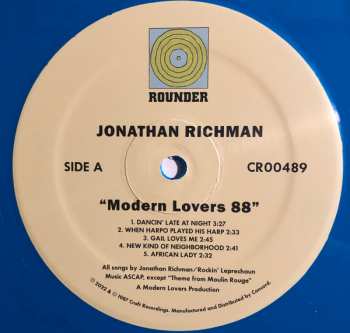 ROUNDER
JONATHAN RICHMAN
SIDE A
CR00489
“Modern Lovers 88”
1. DANCIN' LATE AT NIGHT 3:27
2. WHEN HARPO PLAYED HIS HARP 2:33
3. GAIL LOVES ME 2:45
4. NEW KIND OF NEIGHBORHOOD 2:41
5. AFRICAN LADY 2:32
All songs by Jonathan Richman/Rockin' Leprechaun
Music ASCAP, except “Theme from Moulin Rouge”
A Modern Lovers Production
℗ 2022 & © 1987 Craft Recordings. Manufactured and Distributed by Concord.